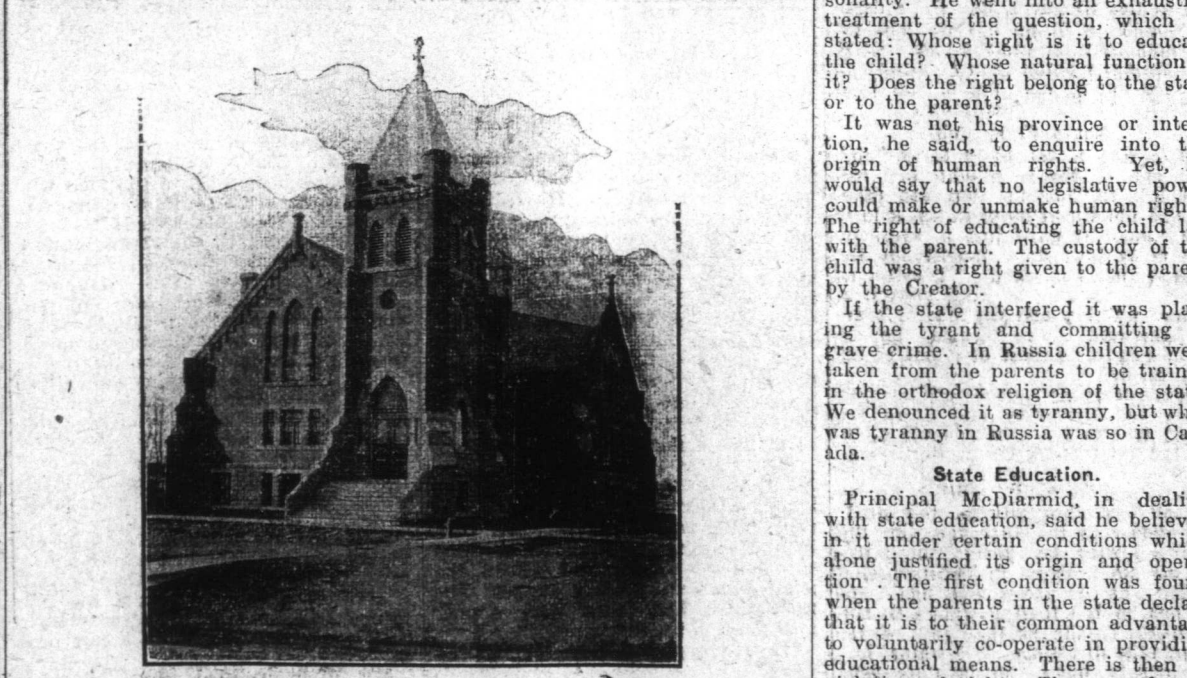 treatment of the question, which
stated: Whose right is it to educa
the child? Whose natural function
it? Does the right belong to the sta
or to the parent?
It was not his province or inte
tion, he said, to enquire into t
origin of human rights. Yet,
would say that no legislative pow
could make or unmake human righ
The right of educating the child l
with the parent. The custody of t
child was a right given to the pare
by the Creator.
If the state interfered it was pla
ing the tyrant and committing
grave crime. In Russia children we
taken from the parents to be train
in the orthodox religion of the sta
We denounced it as tyranny, but wh
was tyranny in Russia was so in Ca
ada.
State Education.
Principal McDiarmid, in deali
with state education, said he believ
in it under certain conditions whi
alone justified its origin and oper
tion . The first condition was fou
when the parents in the state decla
that it is to their common advanta
to voluntarily co-operate in providi
educational means. There is then